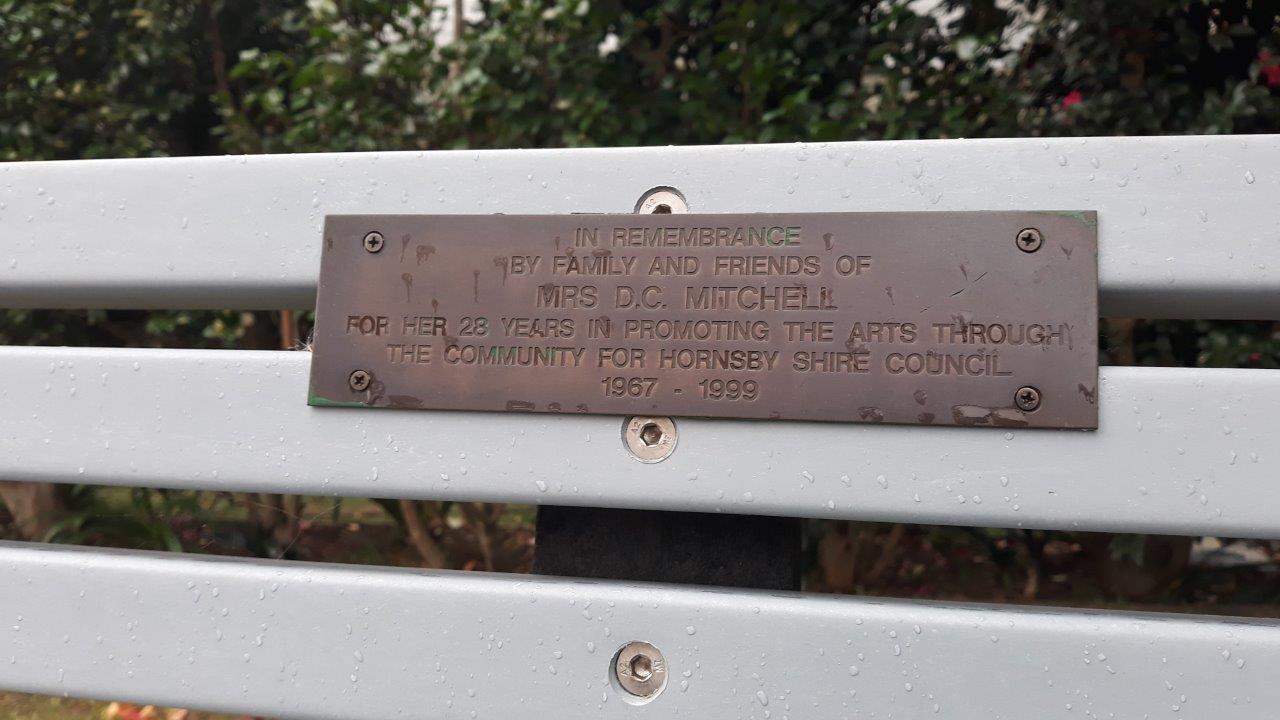 IN REMEMBRANCE
BY FAMILY AND FRIENDS OF
MRS D.C. MITCHELL
FOR HER 28 YEARS IN PROMOTING THE ARTS THROUGH
THE COMMUNITY FOR HORNSBY SHIRE COUNCIL
1967 - 1999